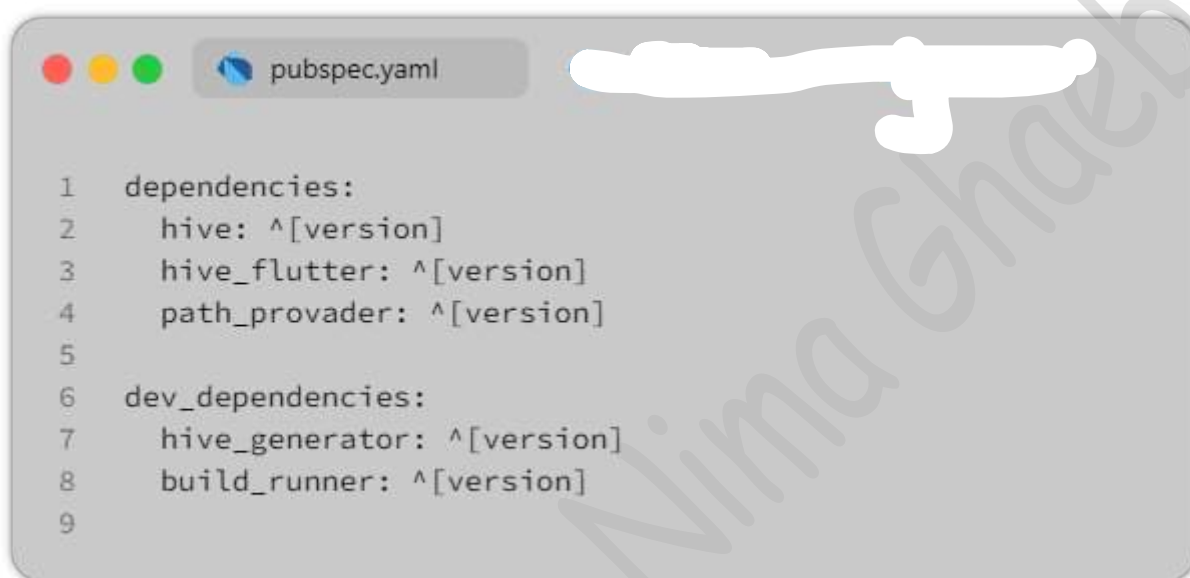 pubspec.yaml
1 dependencies:
2 hive: ^[version]
3 hive_flutter: ^[version]
4 path_provader: ^[version]
5
6 dev_dependencies:
7 hive_generator: ^[version]
8 build_runner: ^[version]
9
Nima Ghaeb